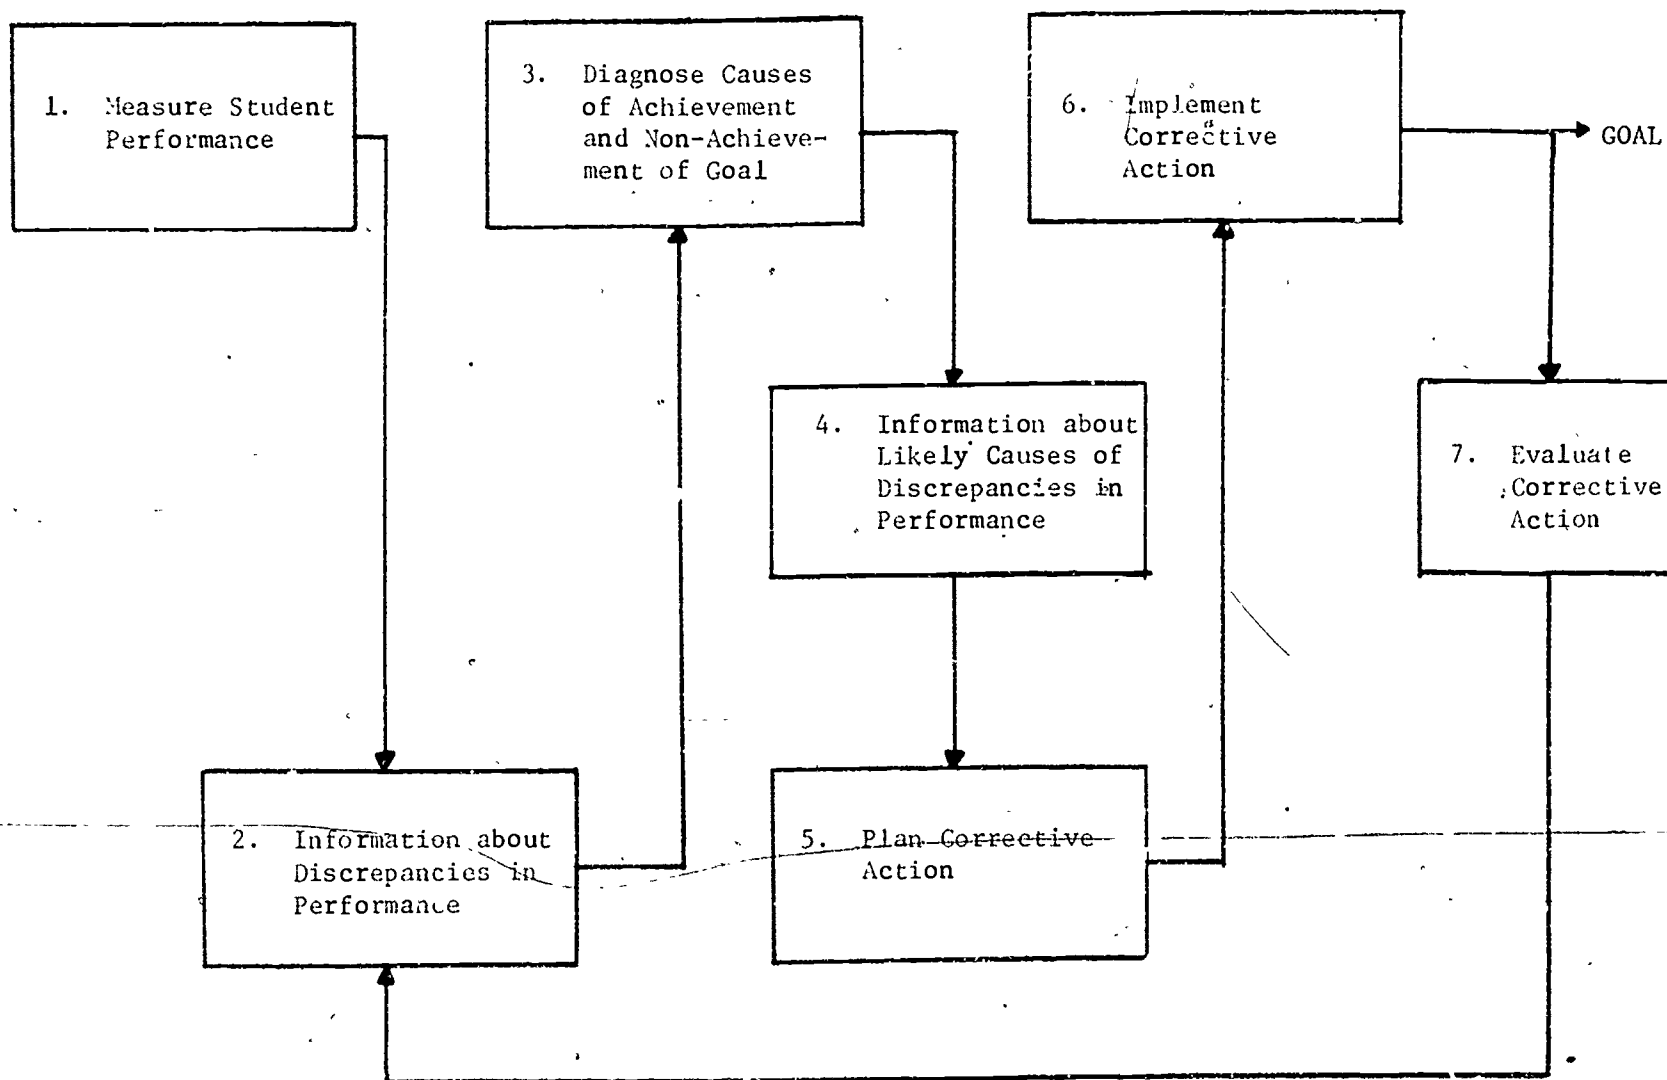 1. Measure Student
Performance
2. Information about
Discrepancies in
Performance
3. Diagnose Causes
of Achievement
and Non-Achieve-
ment of Goal
4. Information about
Likely Causes of
Discrepancies in
Performance
5. Plan Corrective
Action
6. Implement
Corrective
Action
GOAL
7. Evaluate
Corrective
Action